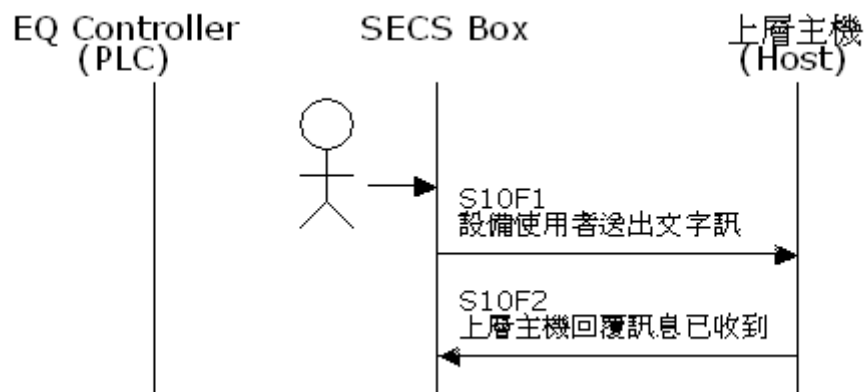 EQ Controller
(PLC)
SECS Box
上層主機
(Host)
S10F1
設備使用者送出文字訊
S10F2
上層主機回覆訊息已收到